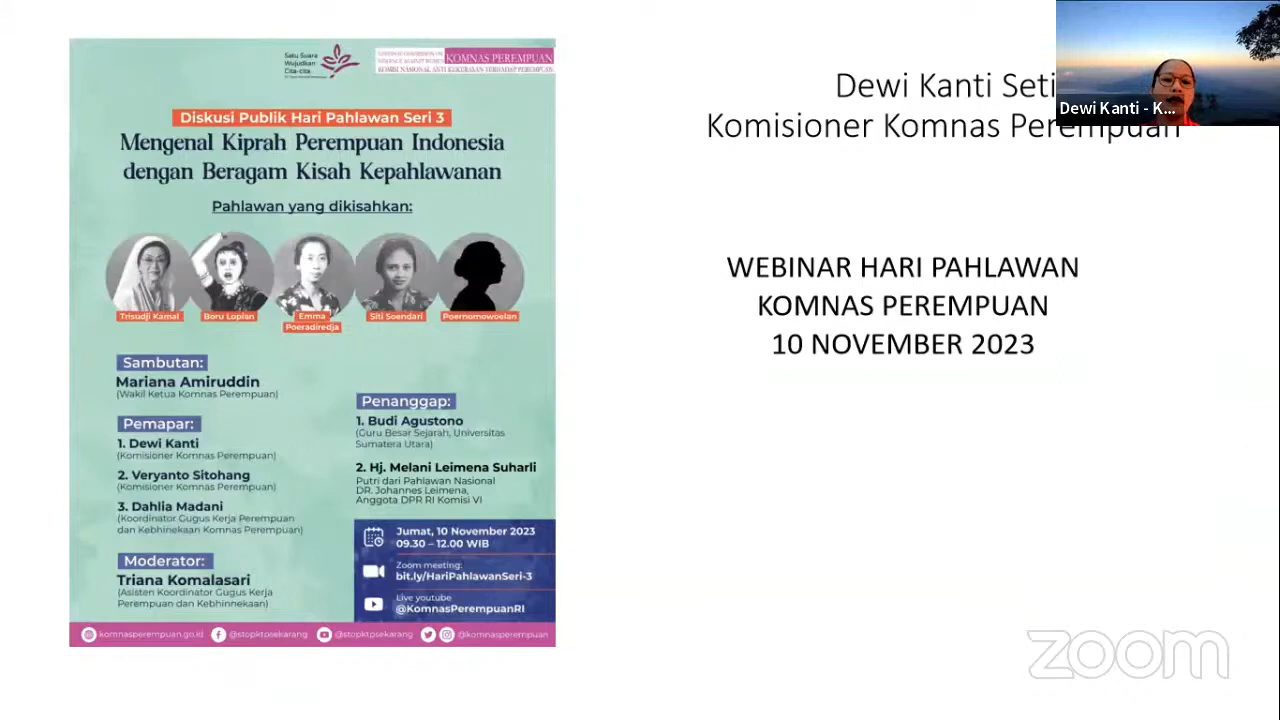 Satu Suara
Wujudkan
Cita-cita
KOMNAS PEREMPUAN
KOMISI NASIONAL ANTI KEKERASAN TERHADAP PEREMPUAN
Diskusi Publik Hari Pahlawan Seri 3
Mengenal Kiprah Perempuan Indonesia
dengan Beragam Kisah Kepahlawanan
Pahlawan yang dikisahkan:
Trisudji Kamal
Boru Lopian
Emma
Poeradiredja
Siti Soendari
Poernomowoelan
Sambutan:
Mariana Amiruddin
(Wakil Ketua Komnas Perempuan)
Pemapar:
1. Dewi Kanti
(Komisioner Komnas Perempuan)
2. Veryanto Sitohang
(Komisioner Komnas Perempuan)
3. Dahlia Madani
(Koordinator Gugus Kerja Perempuan
dan Kebhinekaan Komnas Perempuan)
Moderator:
Triana Komalasari
(Asisten Koordinator Gugus Kerja
Perempuan dan Kebhinnekaan)
Penanggap:
1. Budi Agustono
(Guru Besar Sejarah, Universitas
Sumatera Utara)
2. Hj. Melani Leimena Suharli
Putri dari Pahlawan Nasional
DR. Johannes Leimena,
Anggota DPR RI Komisi VI
Jumat, 10 November 2023
09.30 – 12.00 WIB
Zoom meeting:
bit.ly/HariPahlawanSeri-3
Live youtube
@KomnasPerempuanRI
komnasperempuan.go.id
@stopktpsekarang
@stopktpsekarang
@komnasperempuan
Dewi Kanti Seti
Komisioner Komnas Perempuan
WEBINAR HARI PAHLAWAN
KOMNAS PEREMPUAN
10 NOVEMBER 2023
Dewi Kanti - K...
zoom